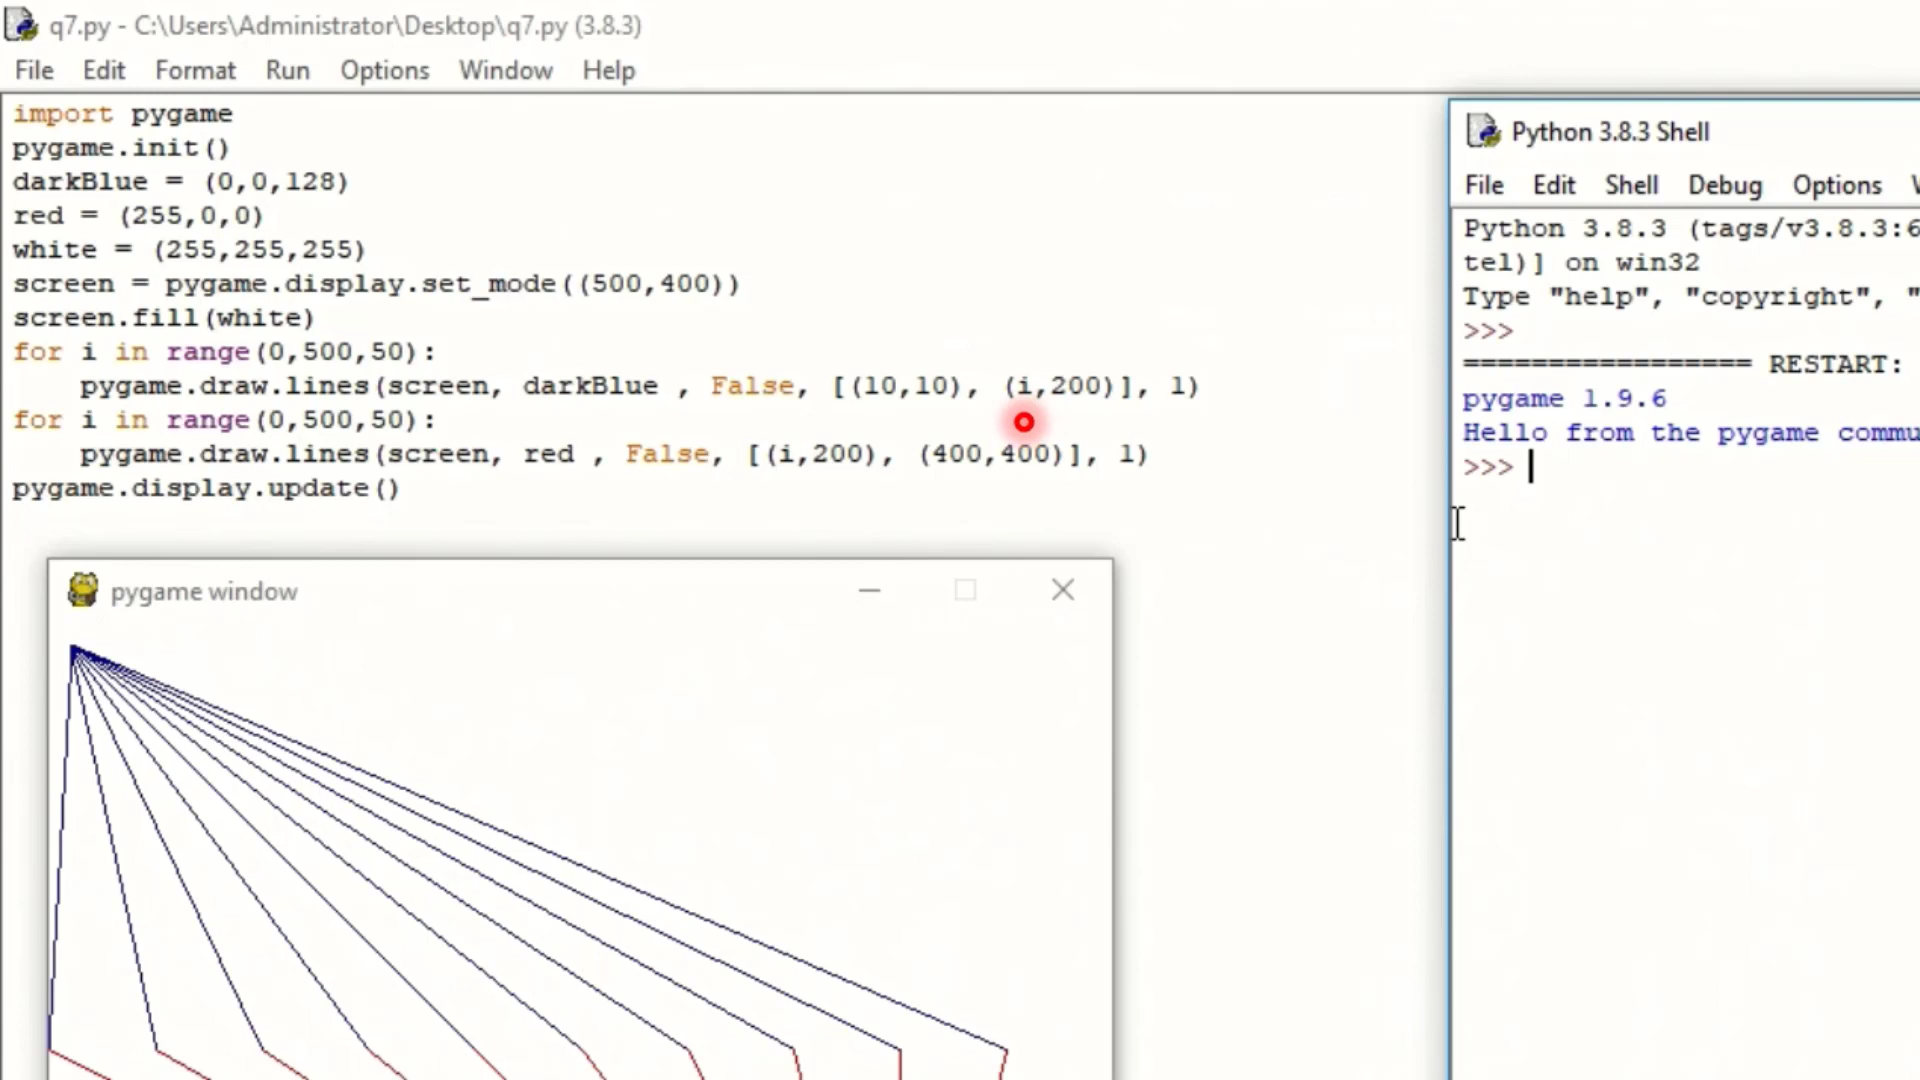 q7.py - C:\Users\Administrator\Desktop\q7.py (3.8.3)
File Edit Format Run Options Window Help
import pygame
pygame.init()
darkBlue = (0,0,128)
red = (255,0,0)
white = (255,255,255)
screen = pygame.display.set_mode((500,400))
screen.fill(white)
for i in range(0,500,50):
    pygame.draw.lines(screen, darkBlue , False, [(10,10), (i,200)], 1)
for i in range(0,500,50):
    pygame.draw.lines(screen, red , False, [(i,200), (400,400)], 1)
pygame.display.update()
pygame window
Python 3.8.3 Shell
File Edit Shell Debug Options
Python 3.8.3 (tags/v3.8.3:6
tel)] on win32
Type "help", "copyright", "
>>>
================= RESTART:
pygame 1.9.6
Hello from the pygame commu
>>>